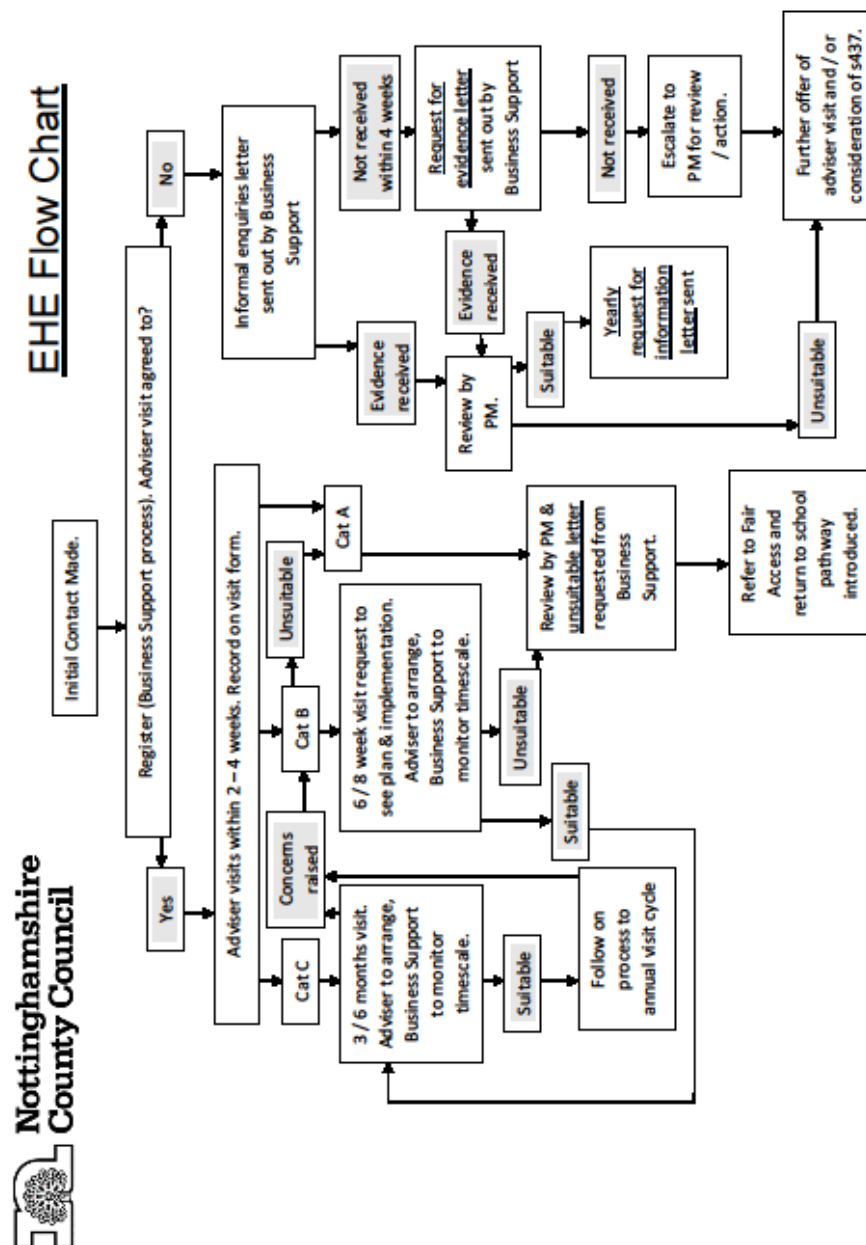 Nottinghamshire
County Council
EHE Flow Chart
Initial Contact Made.
Register (Business Support process). Adviser visit agreed to?
Yes
No
Adviser visits within 2 – 4 weeks. Record on visit form.
Informal enquiries letter
sent out by Business
Support
Cat C
Concerns
raised
Cat B
Unsuitable
Cat A
Evidence
received
Not received
within 4 weeks
3 / 6 months visit.
Adviser to arrange,
Business Support
to monitor
timescale.
6 / 8 week visit request to
see plan & implementation.
Adviser to arrange,
Business Support to
monitor timescale.
Review by
PM.
Evidence
received
Request for
evidence letter
sent out by
Business Support
Suitable
Suitable
Unsuitable
Suitable
Not received
Follow on
process to
annual visit cycle
Review by PM &
unsuitable letter
requested from
Business
Support.
Yearly
request for
information
letter sent
Escalate to
PM for review
/ action.
Refer to Fair
Access and
return to school
pathway
introduced.
Unsuitable
Further offer of
adviser visit and / or
consideration of s437.